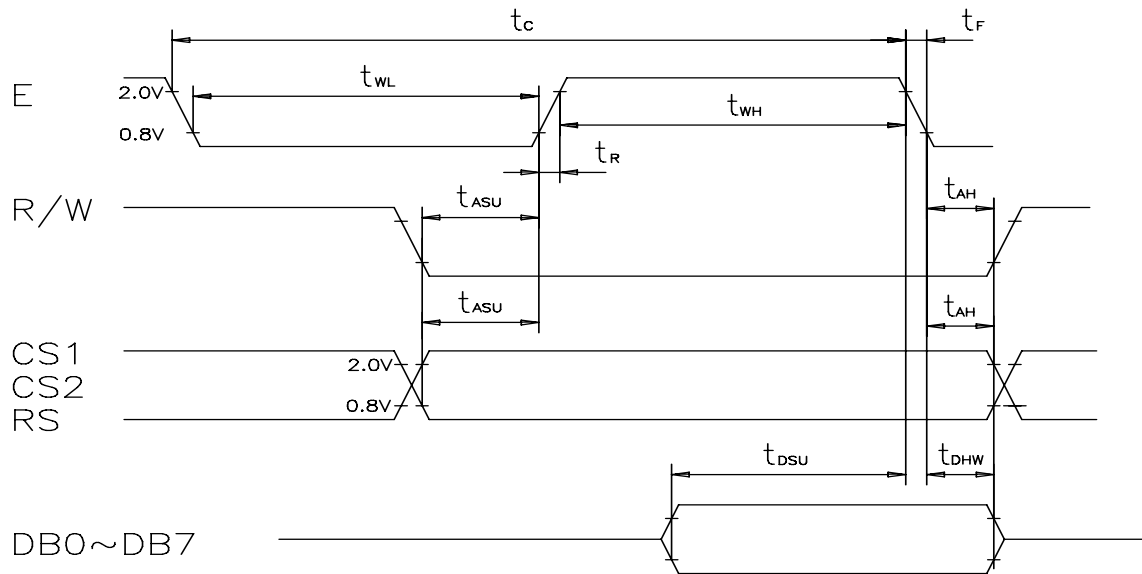 tC tF
tWL
E 2.0V
tWH
0.8V
tR
R/W tASU tAH
tASU tAH
CS1
2.0V
CS2
0.8V
RS
tDSU tDHW
DB0~DB7